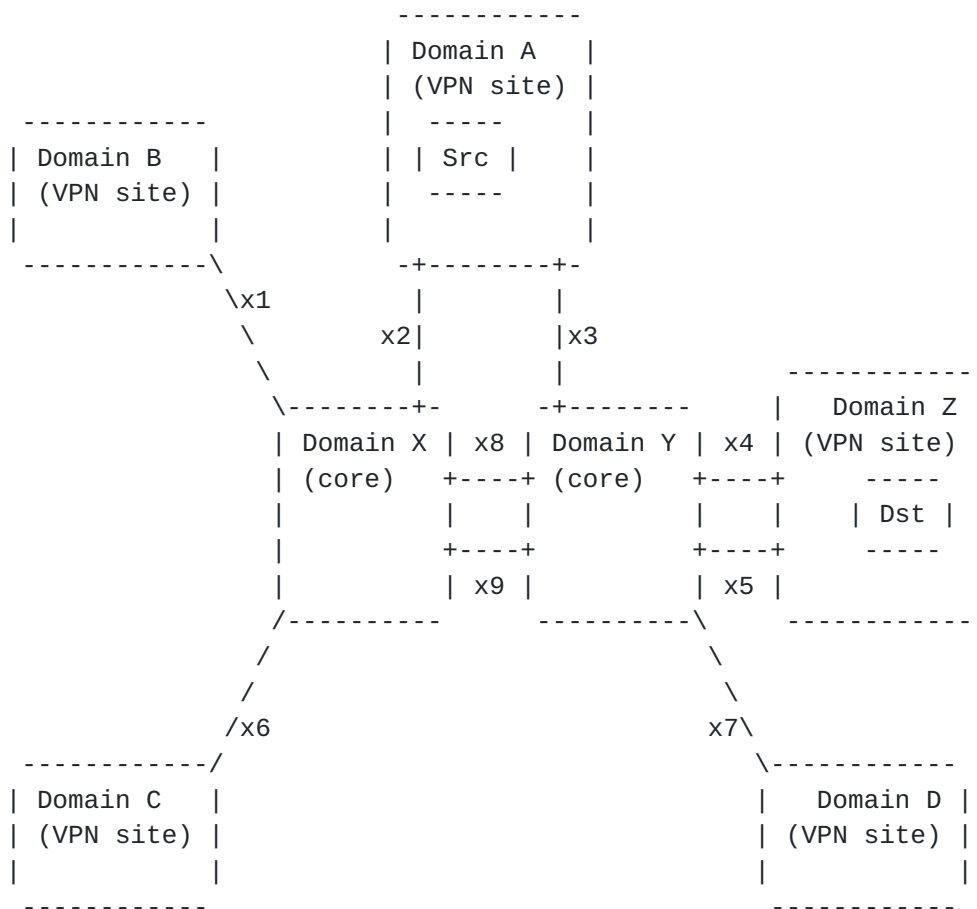 Domain A
(VPN site)
Domain B
Src
(VPN site)
x1
x2
x3
Domain Z
Domain X x8 Domain Y x4 (VPN site)
(core) (core)
Dst
x9 x5
x6 x7
Domain C Domain D
(VPN site) (VPN site)